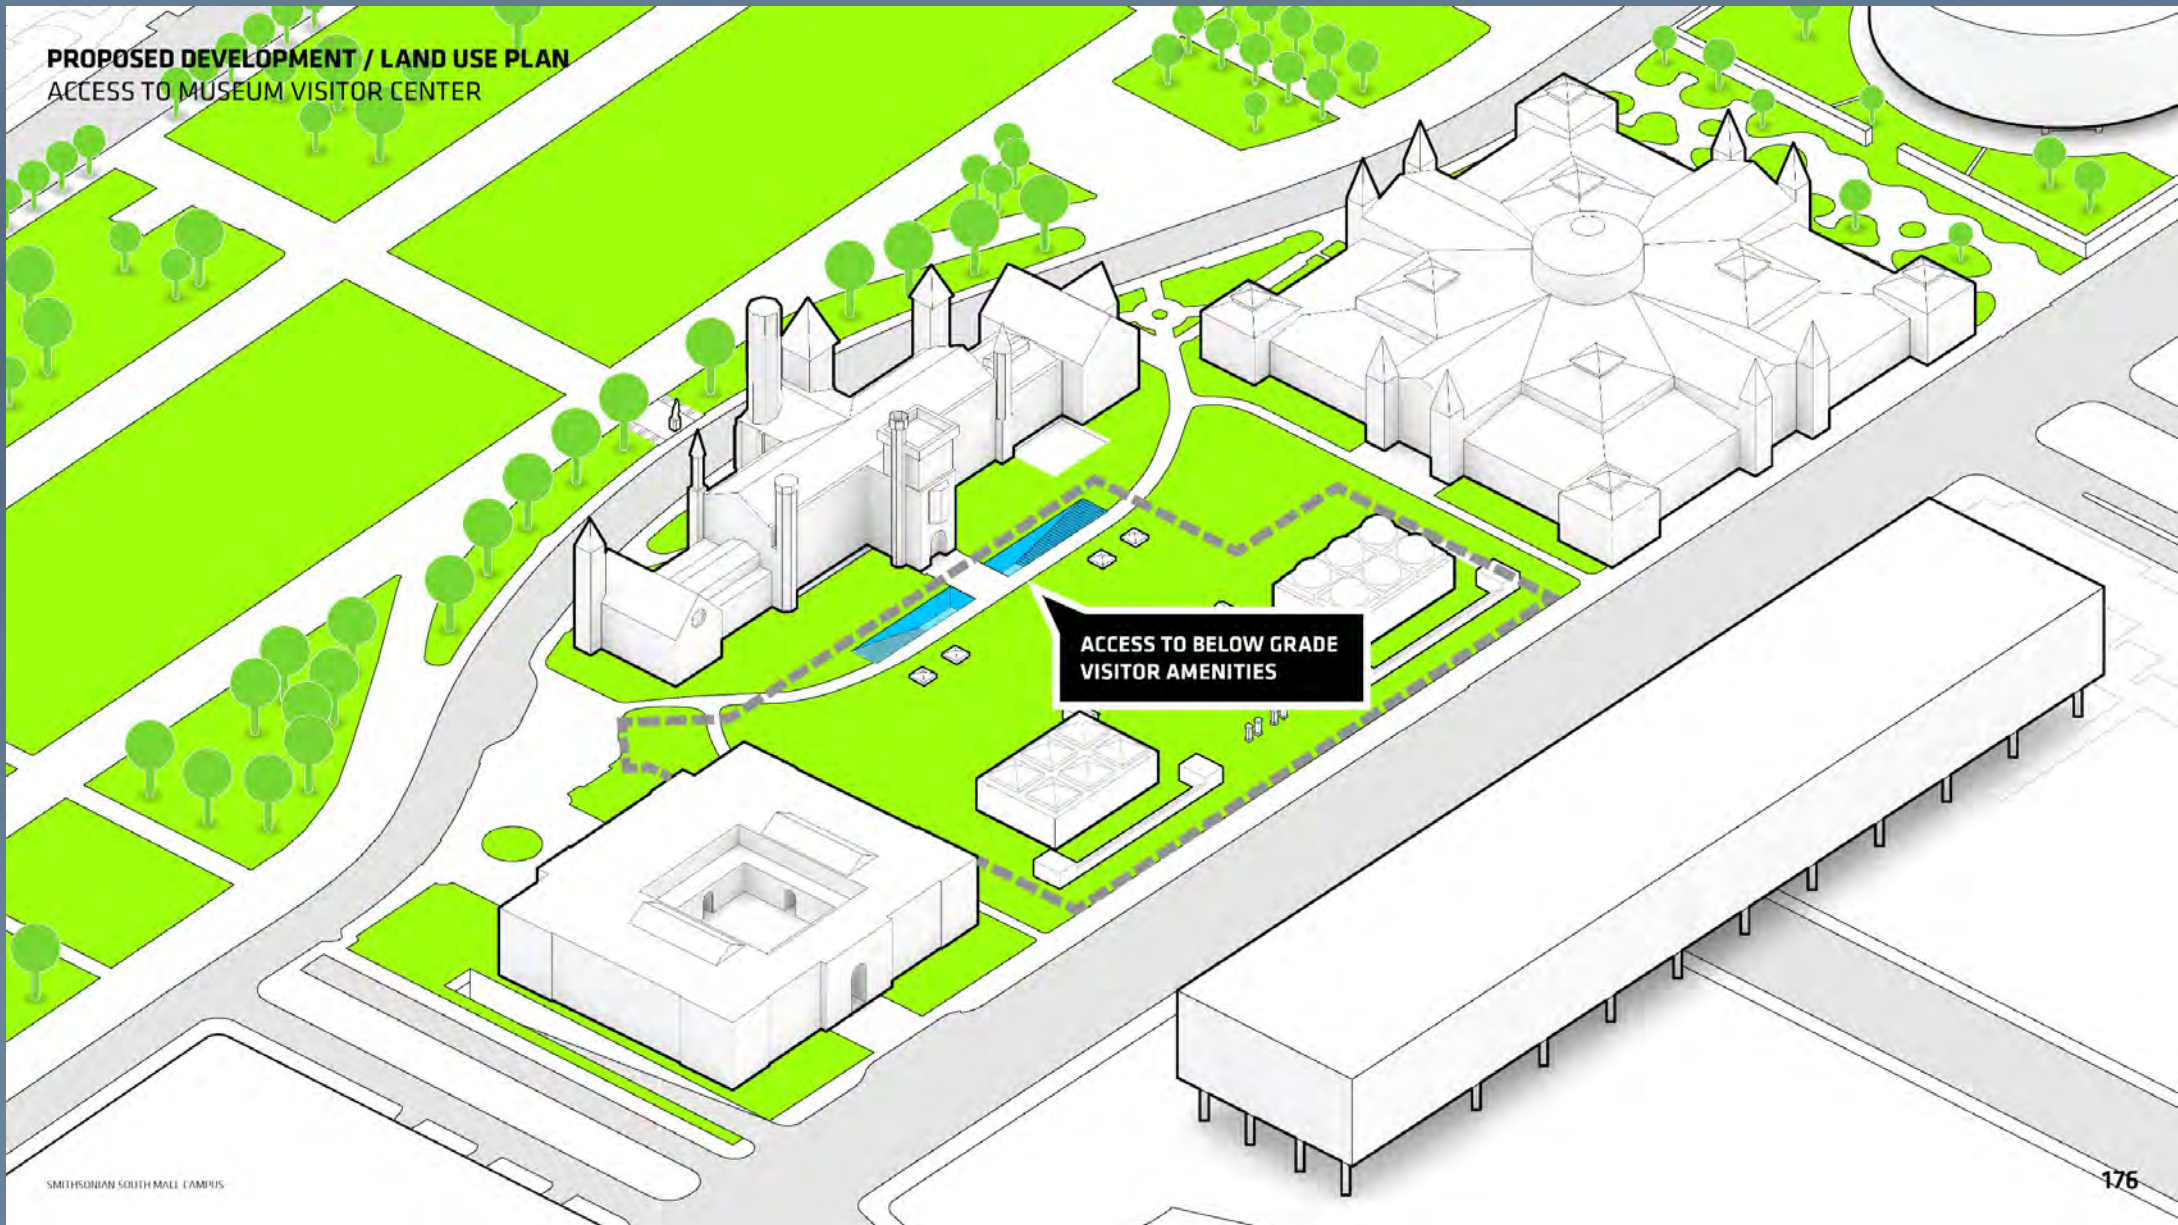 PROPOSED DEVELOPMENT / LAND USE PLAN
ACCESS TO MUSEUM VISITOR CENTER
ACCESS TO BELOW GRADE
VISITOR AMENITIES
SMITHSONIAN SOUTH MALL CAMPUS
176